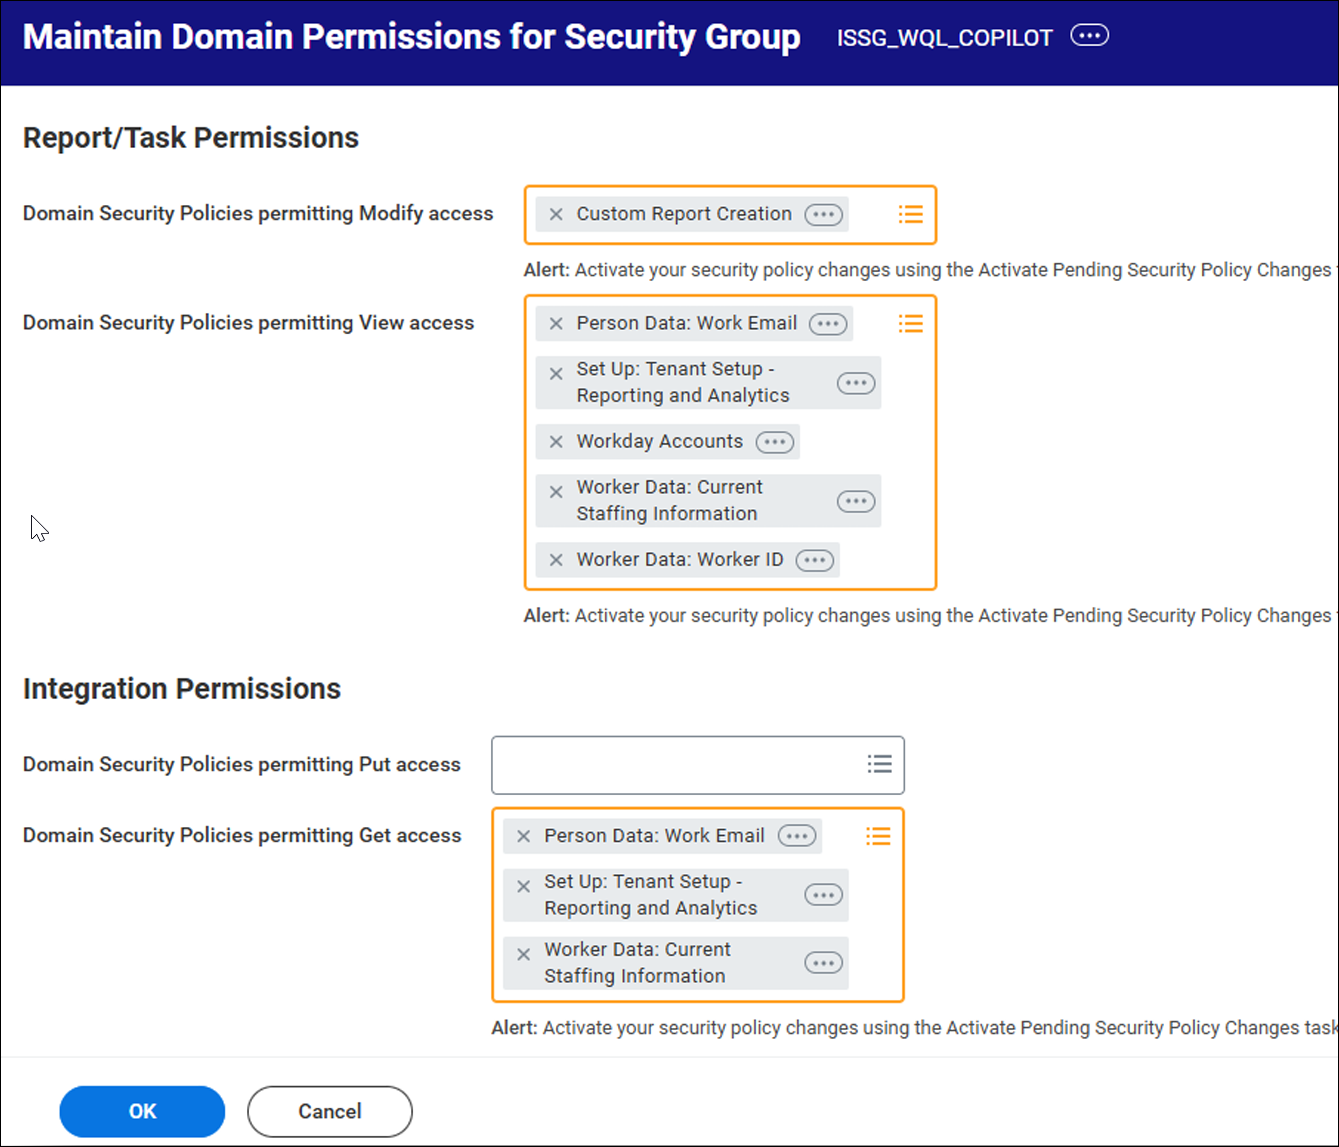 Maintain Domain Permissions for Security Group ISSG_WQL_COPILOT
Report/Task Permissions
Domain Security Policies permitting Modify access
Custom Report Creation
Alert: Activate your security policy changes using the Activate Pending Security Policy Changes
Domain Security Policies permitting View access
Person Data: Work Email
Set Up: Tenant Setup -
Reporting and Analytics
Workday Accounts
Worker Data: Current
Staffing Information
Worker Data: Worker ID
Alert: Activate your security policy changes using the Activate Pending Security Policy Changes
Integration Permissions
Domain Security Policies permitting Put access
Domain Security Policies permitting Get access
Person Data: Work Email
Set Up: Tenant Setup -
Reporting and Analytics
Worker Data: Current
Staffing Information
Alert: Activate your security policy changes using the Activate Pending Security Policy Changes task
OK Cancel